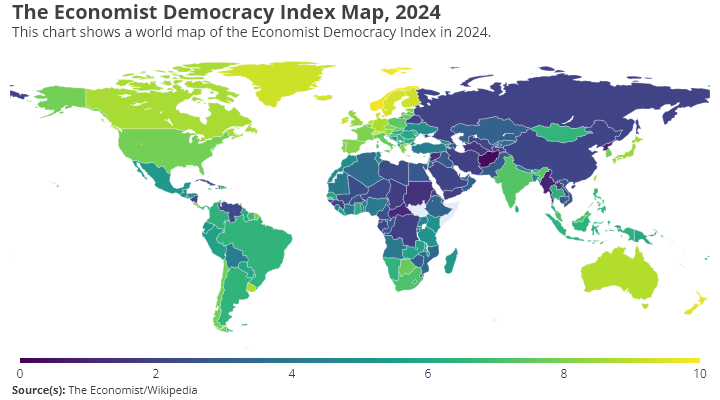 The Economist Democracy Index Map, 2024
This chart shows a world map of the Economist Democracy Index in 2024.
0 2 4 6 8 10
Source(s): The Economist/Wikipedia